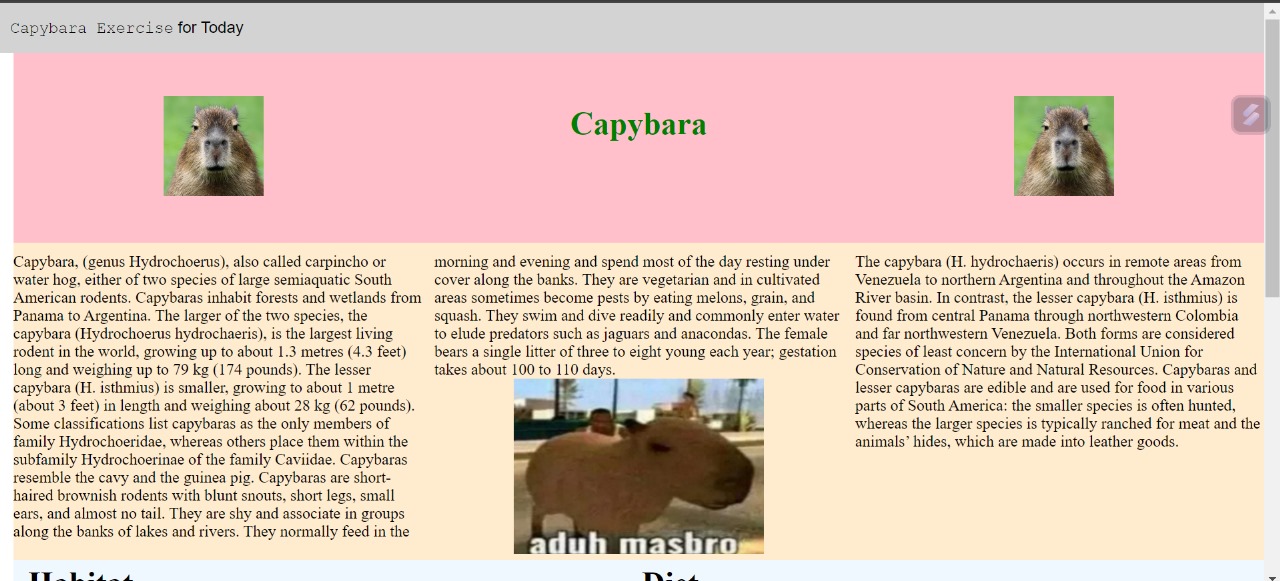 Capybara Exercise for Today
Capybara
Capybara, (genus Hydrochoerus), also called carpincho or
water hog, either of two species of large semiaquatic South
American rodents. Capybaras inhabit forests and wetlands from
Panama to Argentina. The larger of the two species, the
capybara (Hydrochoerus hydrochaeris), is the largest living
rodent in the world, growing up to about 1.3 metres (4.3 feet)
long and weighing up to 79 kg (174 pounds). The lesser
capybara (H. isthmius) is smaller, growing to about 1 metre
(about 3 feet) in length and weighing about 28 kg (62 pounds).
Some classifications list capybaras as the only members of
family Hydrochoeridae, whereas others place them within the
subfamily Hydrochoerinae of the family Caviidae. Capybaras
resemble the cavy and the guinea pig. Capybaras are short-
haired brownish rodents with blunt snouts, short legs, small
ears, and almost no tail. They are shy and associate in groups
along the banks of lakes and rivers. They normally feed in the
morning and evening and spend most of the day resting under
cover along the banks. They are vegetarian and in cultivated
areas sometimes become pests by eating melons, grain, and
squash. They swim and dive readily and commonly enter water
to elude predators such as jaguars and anacondas. The female
bears a single litter of three to eight young each year; gestation
takes about 100 to 110 days.
aduh masbro
The capybara (H. hydrochaeris) occurs in remote areas from
Venezuela to northern Argentina and throughout the Amazon
River basin. In contrast, the lesser capybara (H. isthmius) is
found from central Panama through northwestern Colombia
and far northwestern Venezuela. Both forms are considered
species of least concern by the International Union for
Conservation of Nature and Natural Resources. Capybaras and
lesser capybaras are edible and are used for food in various
parts of South America: the smaller species is often hunted,
whereas the larger species is typically ranched for meat and the
animals’ hides, which are made into leather goods.
Habitat
Diet